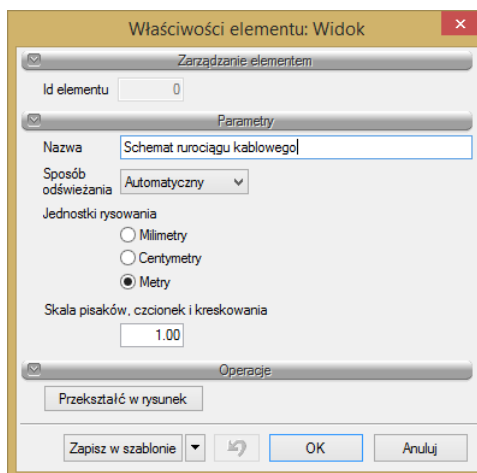 Właściwości elementu: Widok
Zarządzanie elementem
Id elementu 0
Parametry
Nazwa Schemat rurociągu kablowego
Sposób
odświeżania Automatyczny
Jednostki rysowania
Milimetry
Centymetry
Metry
Skala pisaków, czcionek i kreskowania
1.00
Operacje
Przekształć w rysunek
Zapisz w szablonie OK Anuluj